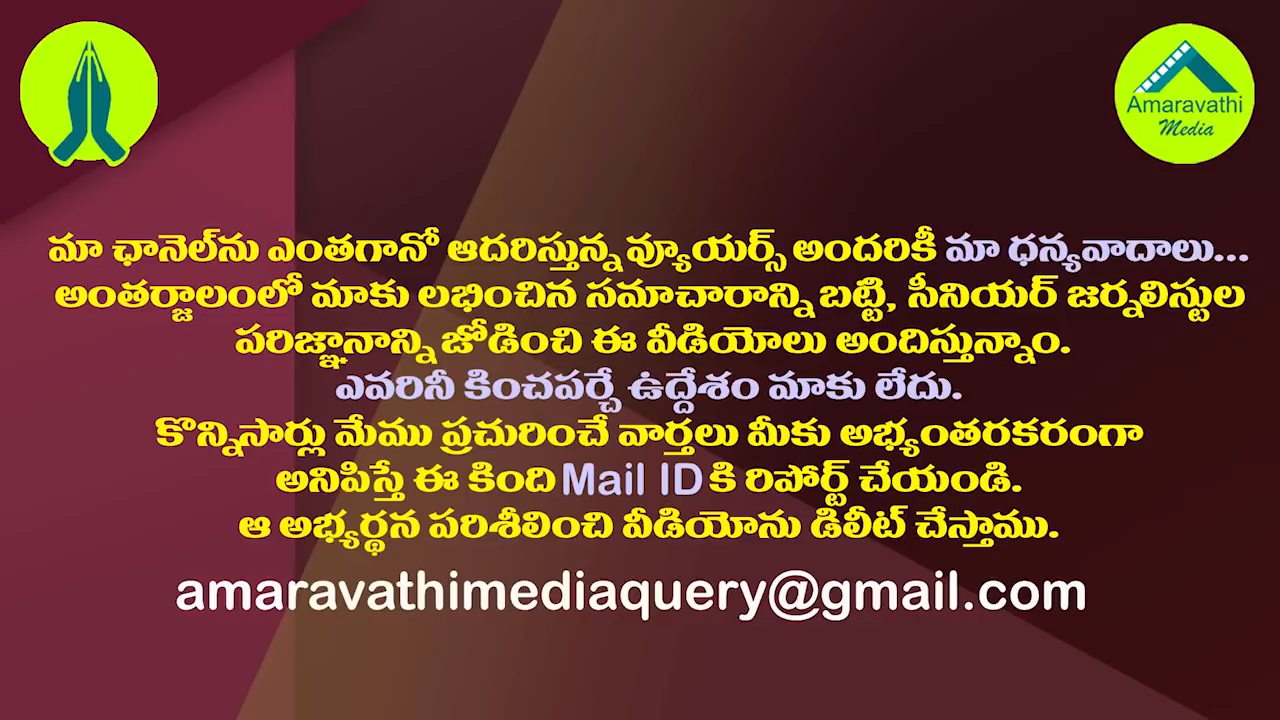 Amaravathi
Media
మా ఛానెల్‌ను ఎంతగానో ఆదరిస్తున్న వ్యూయర్స్ అందరికీ మా ధన్యవాదాలు...
అంతర్జాలంలో మాకు లభించిన సమాచారాన్ని బట్టి, సీనియర్ జర్నలిస్టుల
పరిజ్ఞానాన్ని జోడించి ఈ వీడియోలు అందిస్తున్నాం.
ఎవరినీ కించపర్చే ఉద్దేశం మాకు లేదు.
కొన్నిసార్లు మేము ప్రచురించే వార్తలు మీకు అభ్యంతరకరంగా
అనిపిస్తే ఈ కింది Mail ID కి రిపోర్ట్ చేయండి.
ఆ అభ్యర్థన పరిశీలించి వీడియోను డిలీట్ చేస్తాము.
amaravathimediaquery@gmail.com